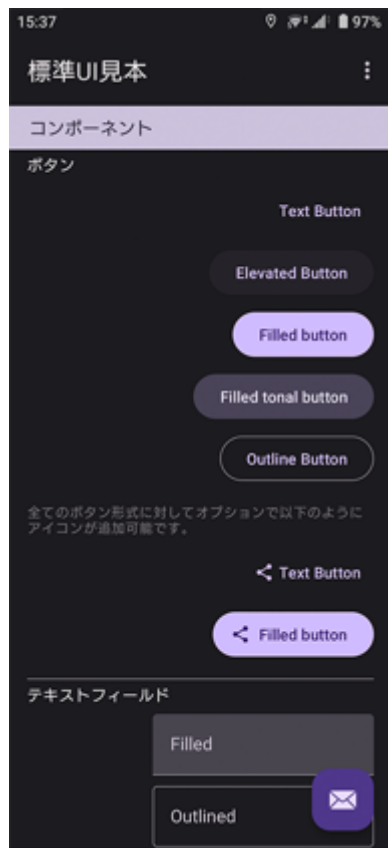 15:37
97%
標準UI見本
コンポーネント
ボタン
Text Button
Elevated Button
Filled button
Filled tonal button
Outline Button
全てのボタン形式に対してオプションで以下のように
アイコンが追加可能です。
Text Button
Filled button
テキストフィールド
Filled
Outlined